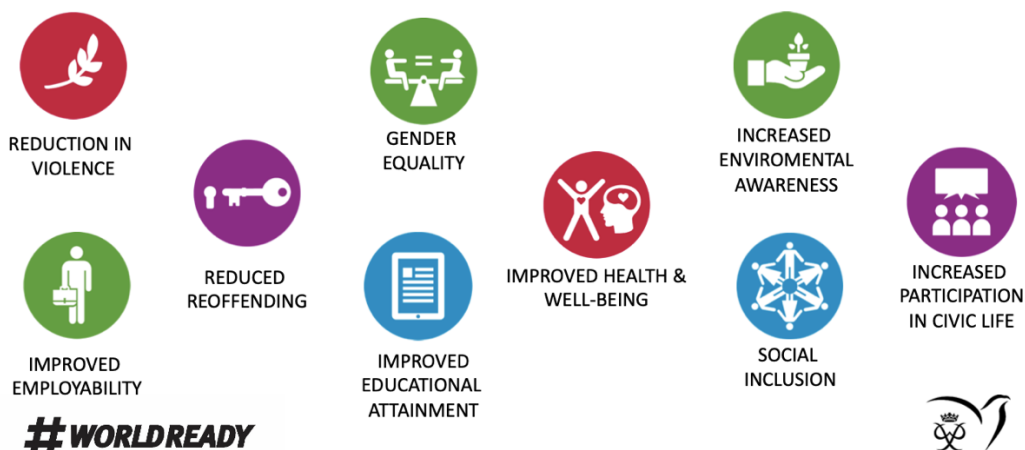 REDUCTION IN
VIOLENCE
GENDER
EQUALITY
INCREASED
ENVIROMENTAL
AWARENESS
REDUCED
REOFFENDING
IMPROVED HEALTH &
WELL-BEING
INCREASED
PARTICIPATION
IN CIVIC LIFE
IMPROVED
EMPLOYABILITY
IMPROVED
EDUCATIONAL
ATTAINMENT
SOCIAL
INCLUSION
#WORLDREADY